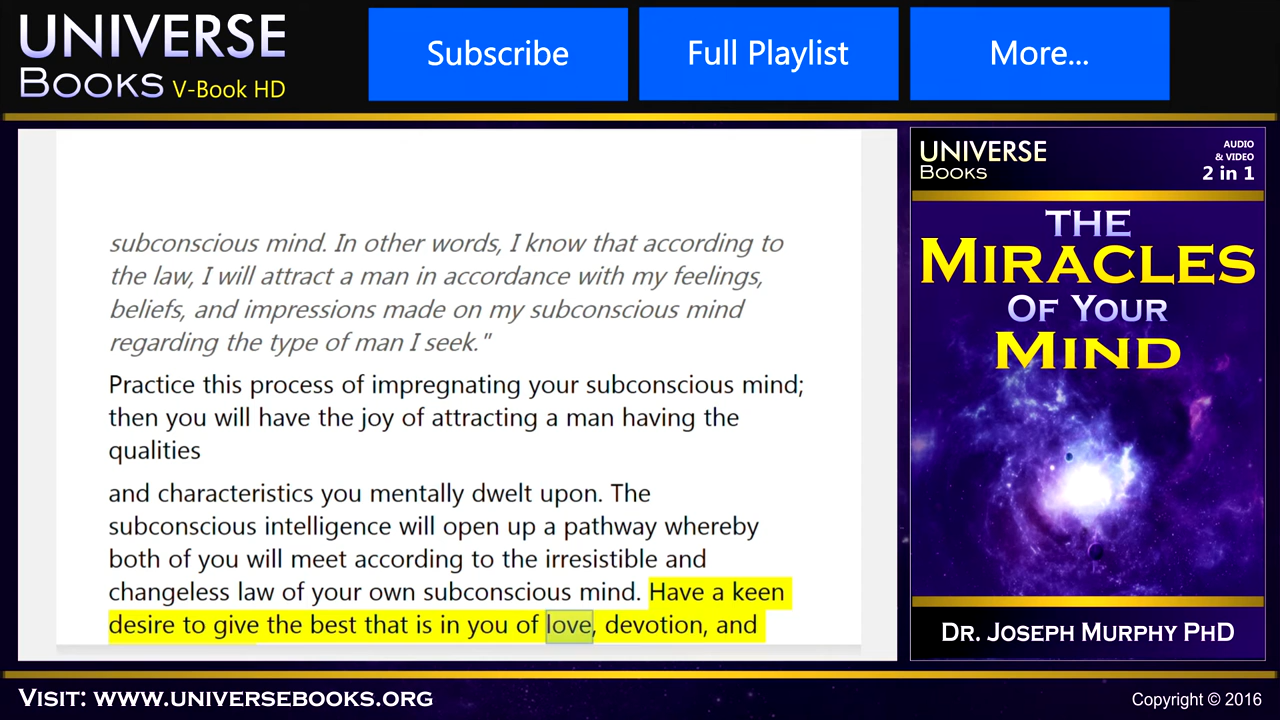 UNIVERSE
BOOKS V-Book HD
Subscribe
Full Playlist
More...
subconscious mind. In other words, I know that according to
the law, I will attract a man in accordance with my feelings,
beliefs, and impressions made on my subconscious mind
regarding the type of man I seek."
Practice this process of impregnating your subconscious mind;
then you will have the joy of attracting a man having the
qualities
and characteristics you mentally dwelt upon. The
subconscious intelligence will open up a pathway whereby
both of you will meet according to the irresistible and
changeless law of your own subconscious mind. Have a keen
desire to give the best that is in you of love, devotion, and
UNIVERSE
BOOKS
AUDIO
& VIDEO
2 in 1
THE
MIRACLES
OF YOUR
MIND
DR. JOSEPH MURPHY PHD
VISIT: WWW.UNIVERSEBOOKS.ORG
Copyright © 2016